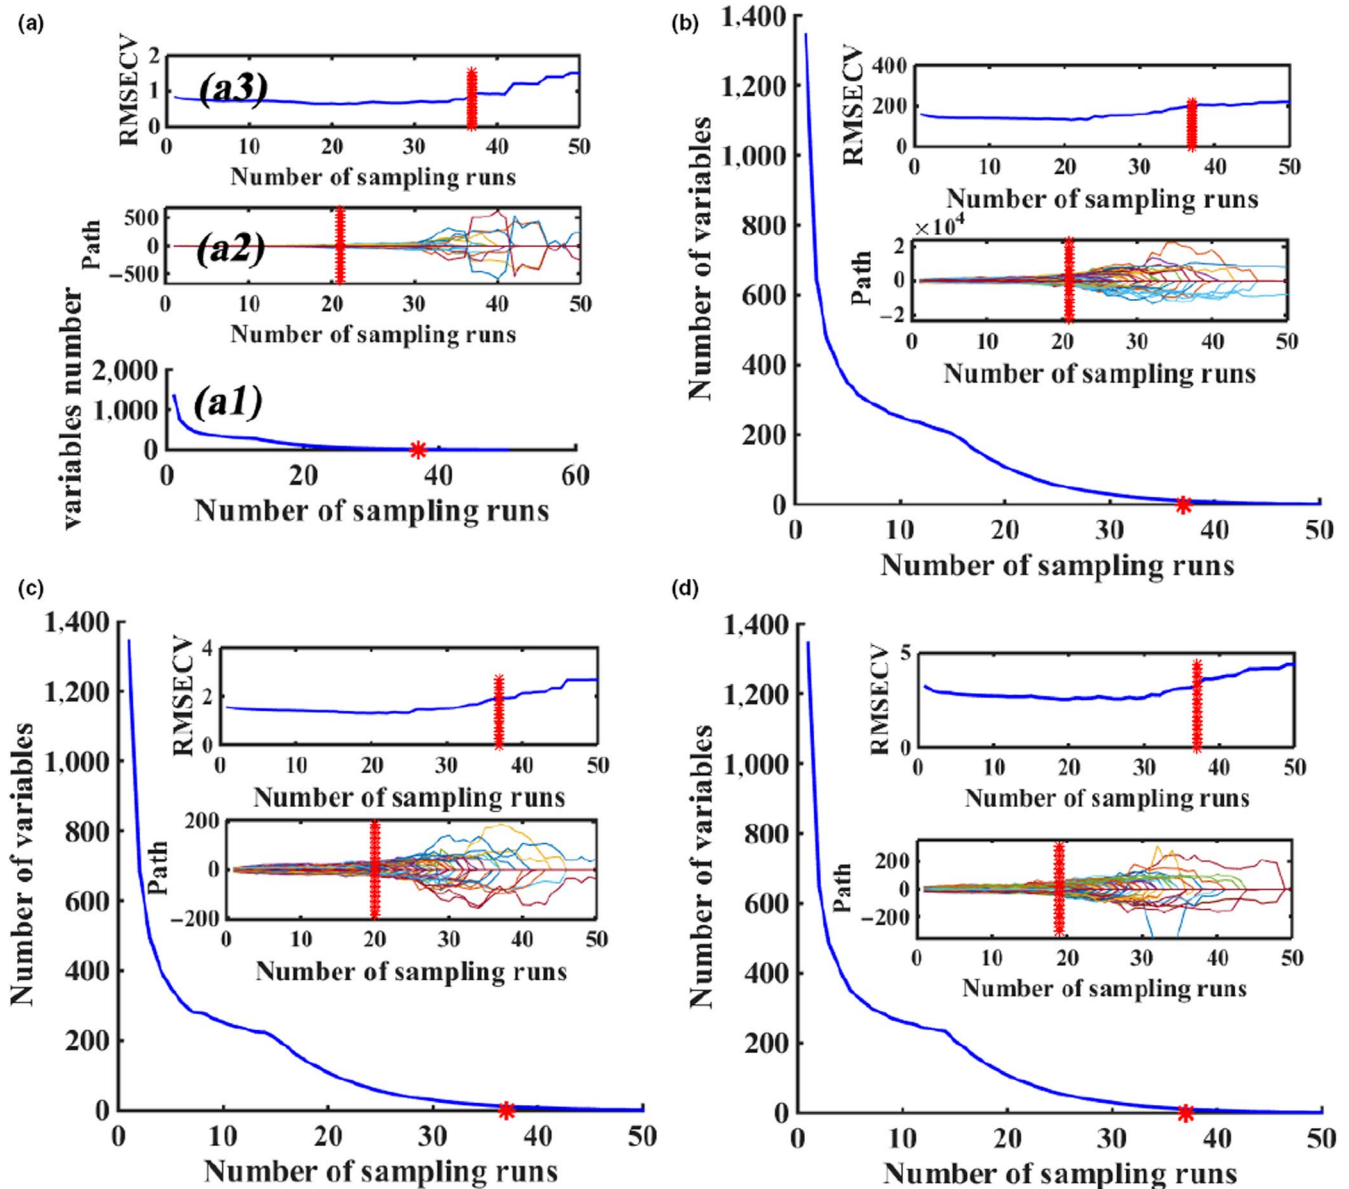 (a)
RMSECV
2
1
0
(a3)
0 10 20 30 40 50
Number of sampling runs
Path
500
0
−500
(a2)
0 10 20 30 40 50
Number of sampling runs
variables number
2,000
1,000
0
(a1)
0 20 40 60
Number of sampling runs
(b)
Number of variables
1,400
1,200
1,000
800
600
400
200
0
0 10 20 30 40 50
Number of sampling runs
RMSECV
400
200
0
0 10 20 30 40 50
Number of sampling runs
×10⁴
Path
2
0
−2
0 10 20 30 40 50
Number of sampling runs
(c)
Number of variables
1,400
1,200
1,000
800
600
400
200
0
0 10 20 30 40 50
Number of sampling runs
RMSECV
4
2
0
0 10 20 30 40 50
Number of sampling runs
Path
200
0
−200
0 10 20 30 40 50
Number of sampling runs
(d)
Number of variables
1,400
1,200
1,000
800
600
400
200
0
0 10 20 30 40 50
Number of sampling runs
RMSECV
5
0
0 10 20 30 40 50
Number of sampling runs
Path
200
0
−200
0 10 20 30 40 50
Number of sampling runs